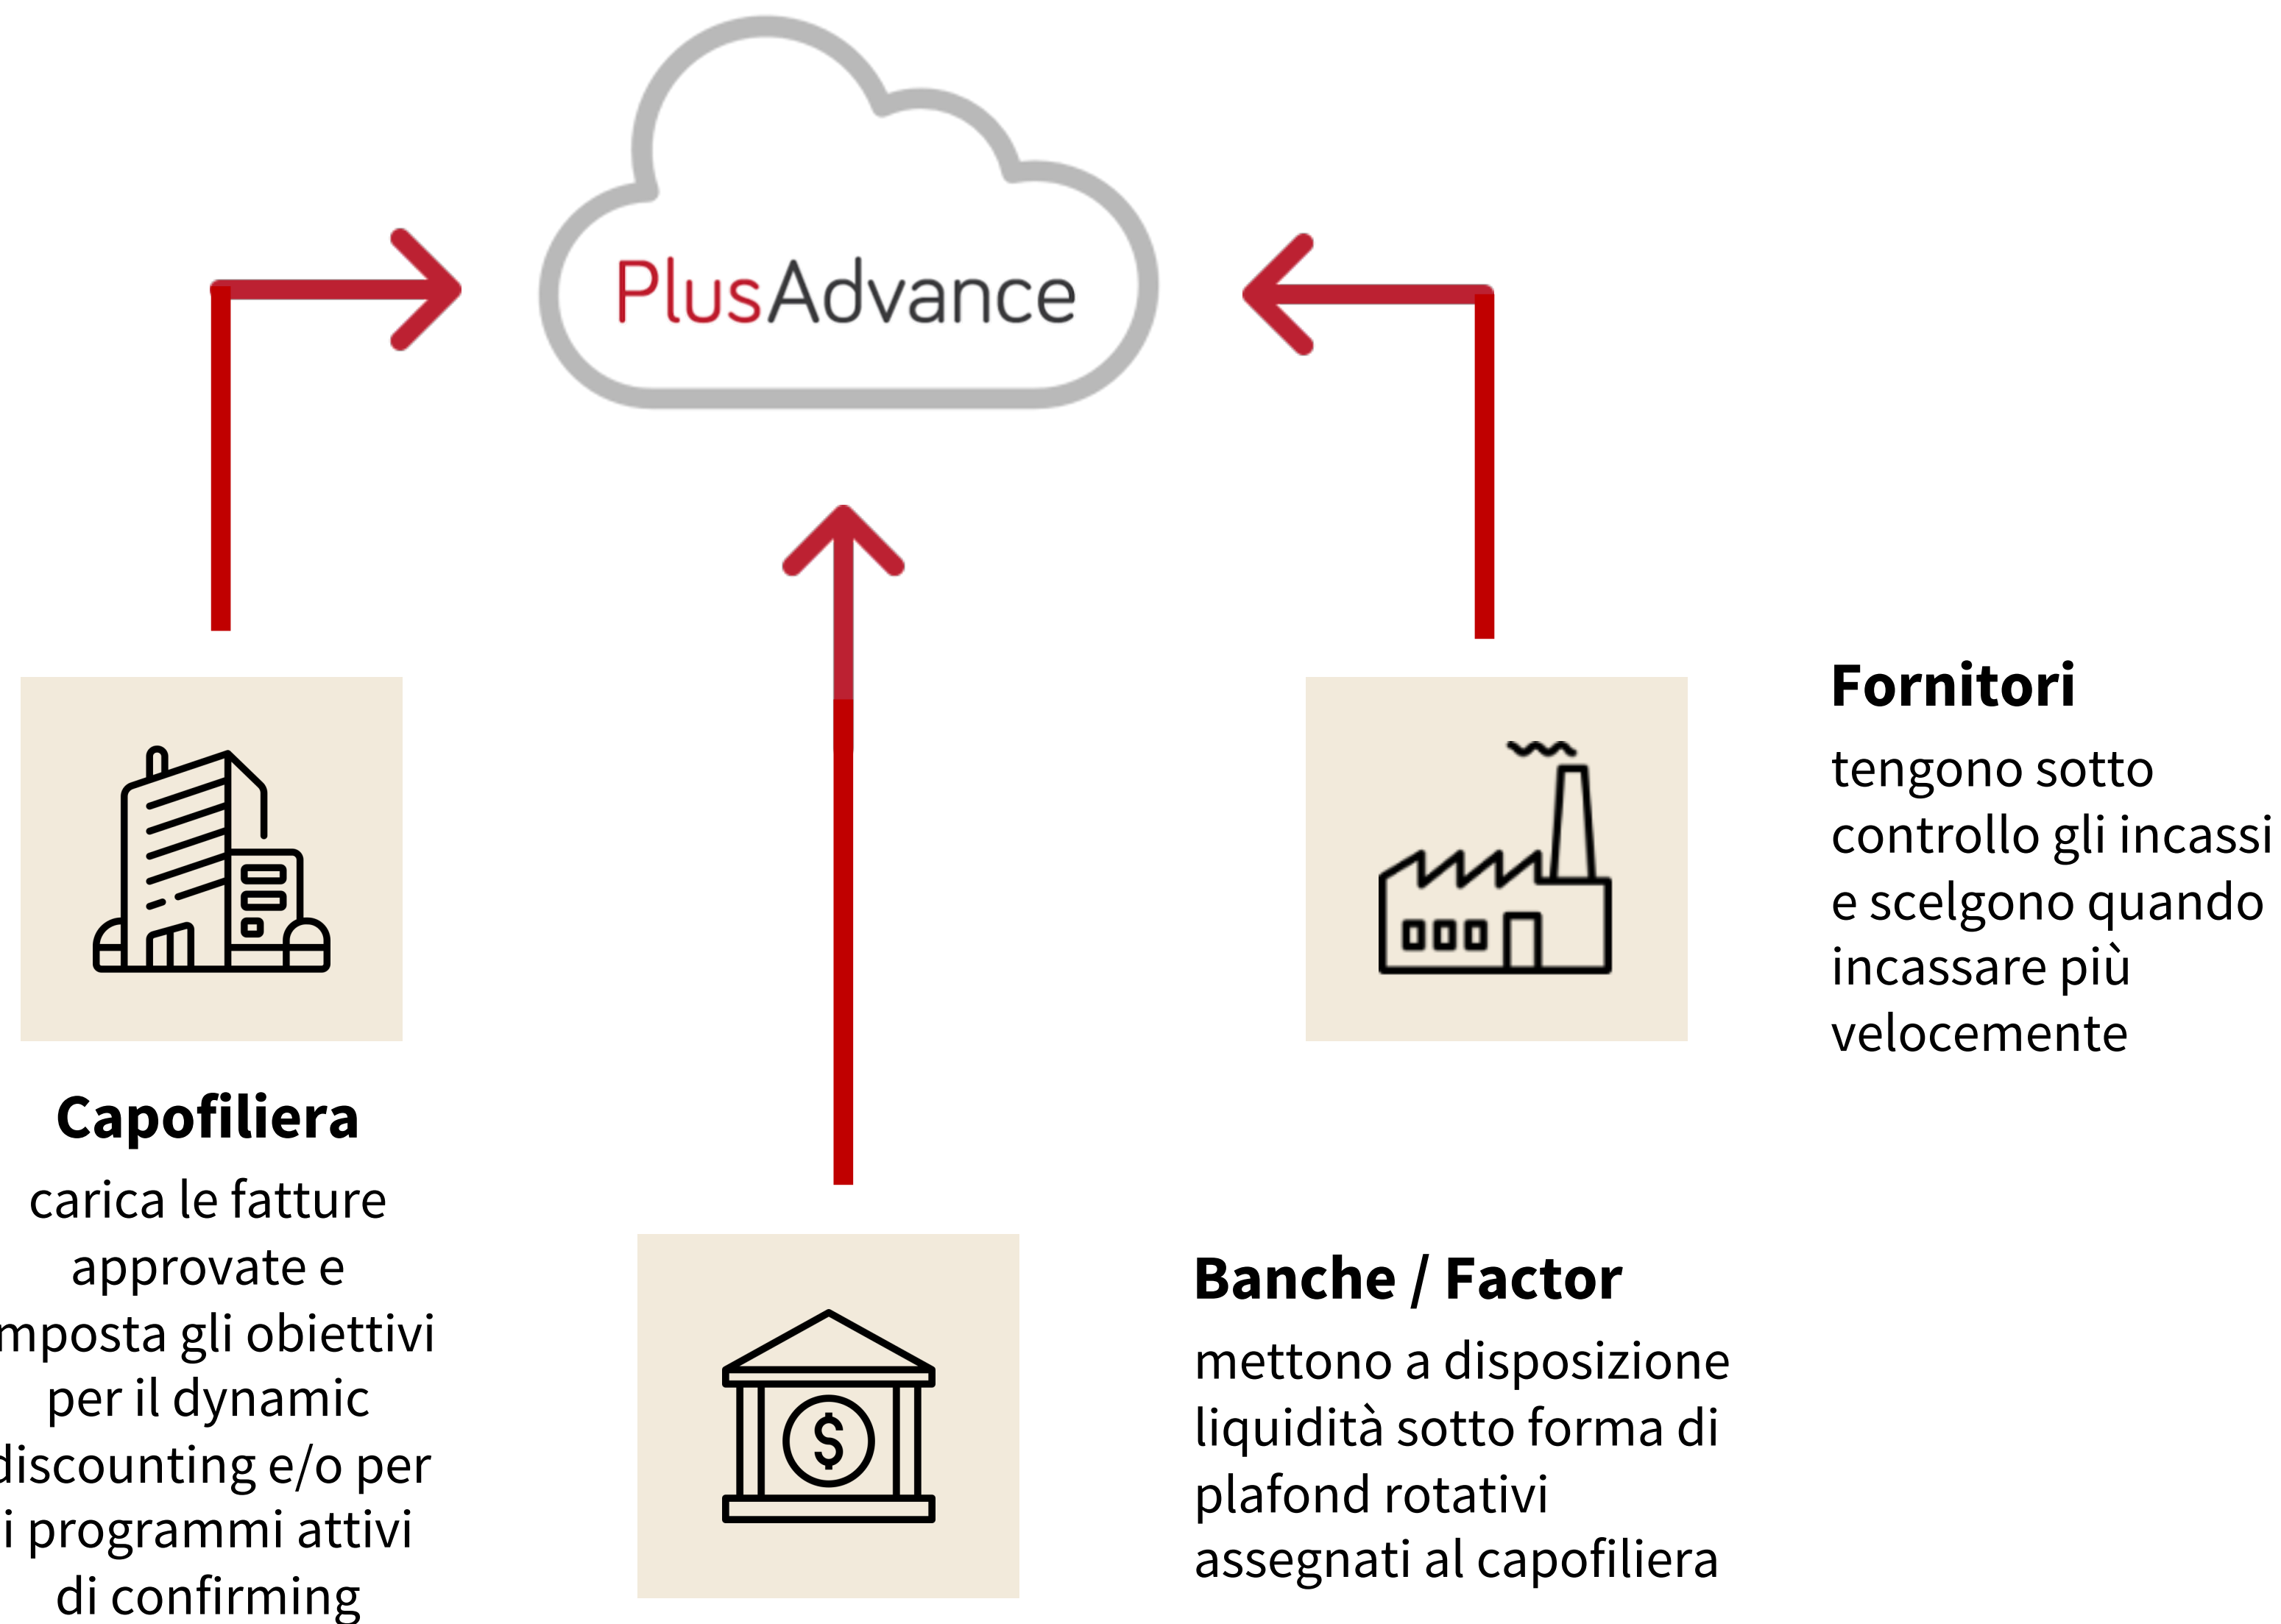 PlusAdvance
Capofiliera
carica le fatture
approvate e
mposta gli obiettivi
per il dynamic
discounting e/o per
i programmi attivi
di confirming
Banche / Factor
mettono a disposizione
liquidità sotto forma di
plafond rotativi
assegnati al capofiliera
Fornitori
tengono sotto
controllo gli incassi
e scelgono quando
incassare più
velocemente